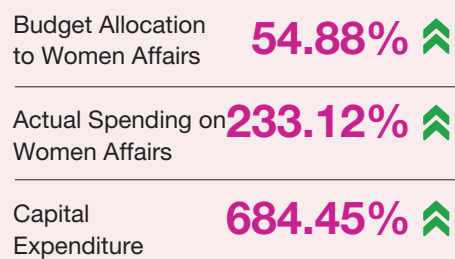 Budget Allocation
to Women Affairs
54.88%
Actual Spending on
Women Affairs
233.12%
Capital
Expenditure
684.45%